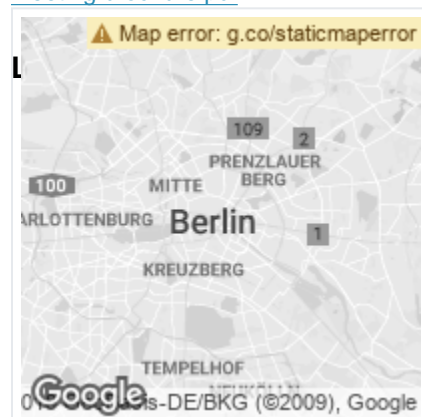 Map error: g.co/staticmaperror
L
109
2
PRENZLAUER
BERG
100
MITTE
ARLOTTENBURG
Berlin
1
KREUZBERG
TEMPELHOF
Google
is-DE/BKG (©2009), Google